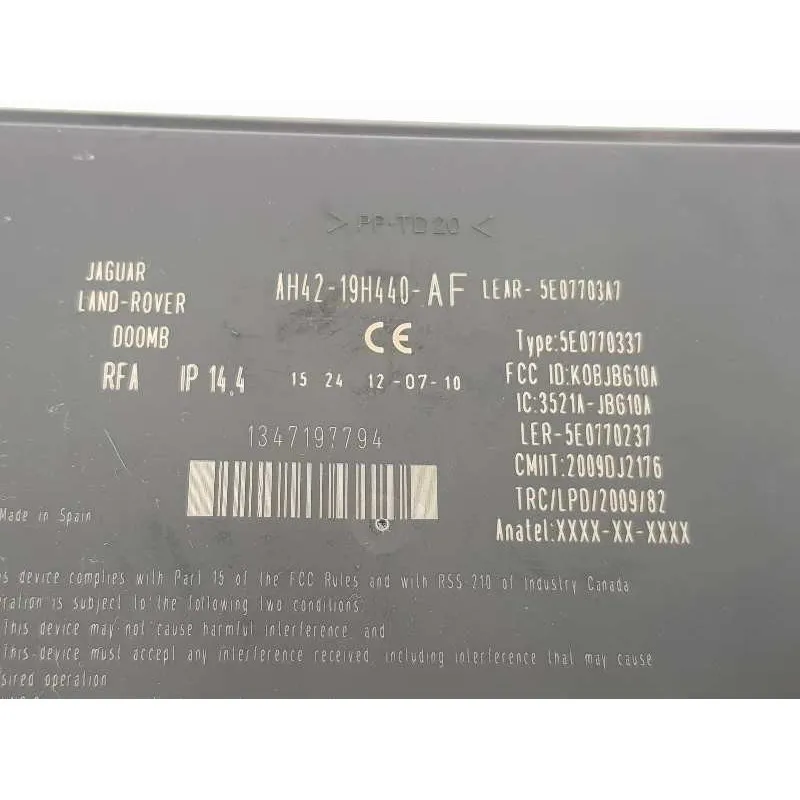 > PP-TD20 <
JAGUAR
LAND-ROVER
DOOMB
RFA IP 14.4
AH42-19H440-AF LEAR- 5E07703A7
CE
15 24 12-07-10
Type:5E0770337
FCC ID:KOBJBG10A
IC:3521A-JBG10A
LER-5E0770237
CMIIT:2009DJ2176
TRC/LPD/2009/82
Anatel:XXXX-XX-XXXX
1347197794
Made in Spain
s device complies with Part 15 of the FCC Rules and with RSS-210 of Industry Canada
eration is subject to the following two conditions:
This device may not cause harmful interference, and
This device must accept any interference received, including interference that may cause
sired operation